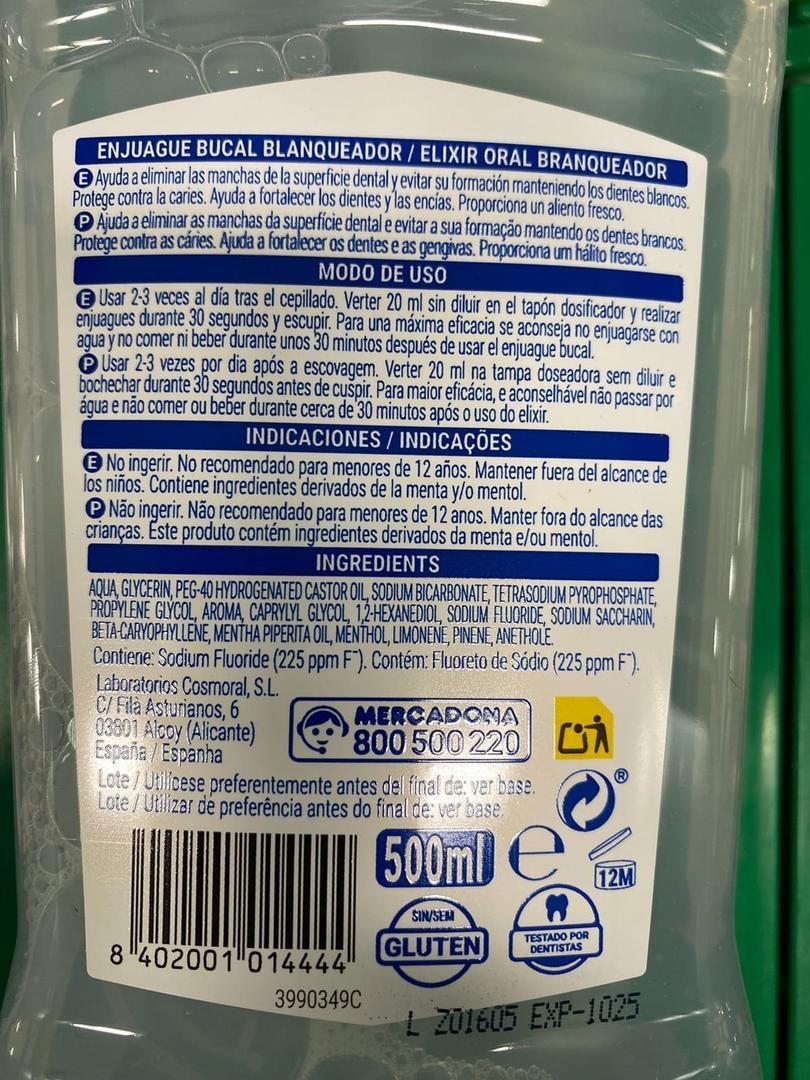 ENJUAGUE BUCAL BLANQUEADOR / ELIXIR ORAL BRANQUEADOR
E Ayuda a eliminar las manchas de la superficie dental y evitar su formación manteniendo los dientes blancos.
Protege contra la caries. Ayuda a fortalecer los dientes y las encías. Proporciona un aliento fresco.
P Ajuda a eliminar as manchas da superfície dental e evitar a sua formação mantendo os dentes brancos.
Protege contra as cáries. Ajuda a fortalecer os dentes e as gengivas. Proporciona um hálito fresco.
MODO DE USO
E Usar 2-3 veces al día tras el cepillado. Verter 20 ml sin diluir en el tapón dosificador y realizar
enjuagues durante 30 segundos y escupir. Para una máxima eficacia se aconseja no enjuagarse con
agua y no comer ni beber durante unos 30 minutos después de usar el enjuague bucal.
P Usar 2-3 vezes por dia após a escovagem. Verter 20 ml na tampa doseadora sem diluir e
bochechar durante 30 segundos antes de cuspir. Para maior eficácia, e aconselhável não passar por
água e não comer ou beber durante cerca de 30 minutos após o uso do elixir.
INDICACIONES / INDICAÇÕES
E No ingerir. No recomendado para menores de 12 años. Mantener fuera del alcance de
los niños. Contiene ingredientes derivados de la menta y/o mentol.
P Não ingerir. Não recomendado para menores de 12 anos. Manter fora do alcance das
crianças. Este produto contém ingredientes derivados da menta e/ou mentol.
INGREDIENTS
AQUA, GLYCERIN, PEG-40 HYDROGENATED CASTOR OIL, SODIUM BICARBONATE, TETRASODIUM PYROPHOSPHATE,
PROPYLENE GLYCOL, AROMA, CAPRYLYL GLYCOL, 1,2-HEXANEDIOL, SODIUM FLUORIDE, SODIUM SACCHARIN,
BETA-CARYOPHYLLENE, MENTHA PIPERITA OIL, MENTHOL, LIMONENE, PINENE, ANETHOLE.
Contiene: Sodium Fluoride (225 ppm F⁻). Contém: Fluoreto de Sódio (225 ppm F⁻).
Laboratorios Cosmoral, S.L.
C/ Filà Asturianos, 6
03801 Alcoy (Alicante)
España / Espanha
MERCADONA
800 500 220
Lote / Utilícese preferentemente antes del final de: ver base.
Lote / Utilizar de preferência antes do final de: ver base.
®
500ml e
12M
SIN/SEM
GLUTEN
TESTADO POR
DENTISTAS
8 402001 014444
3990349C
L Z01605 EXP-1025